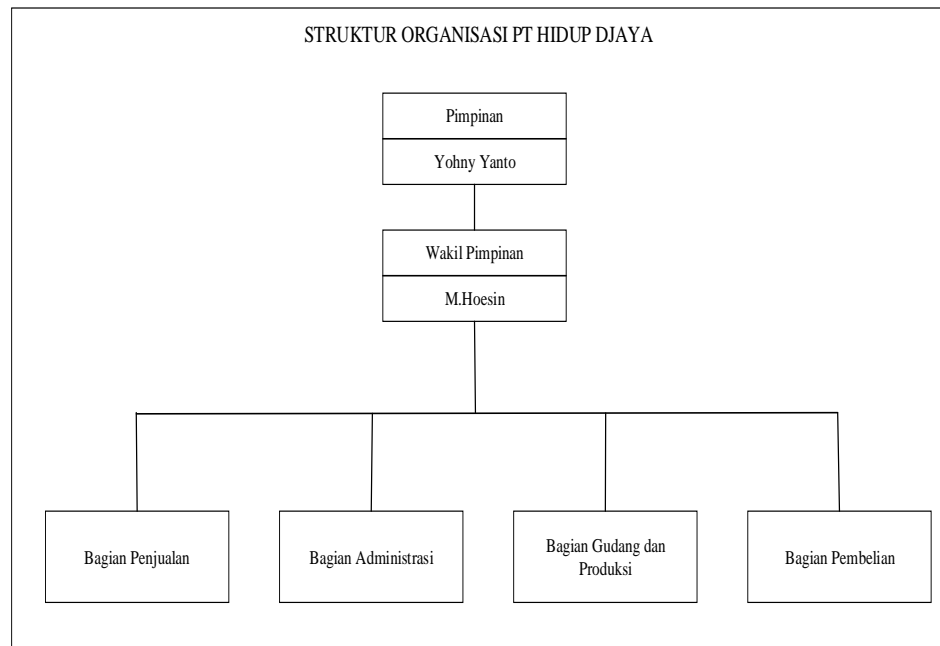 STRUKTUR ORGANISASI PT HIDUP DJAYA
Pimpinan
Yohny Yanto
Wakil Pimpinan
M.Hoesin
Bagian Penjualan
Bagian Administrasi
Bagian Gudang dan
Produksi
Bagian Pembelian